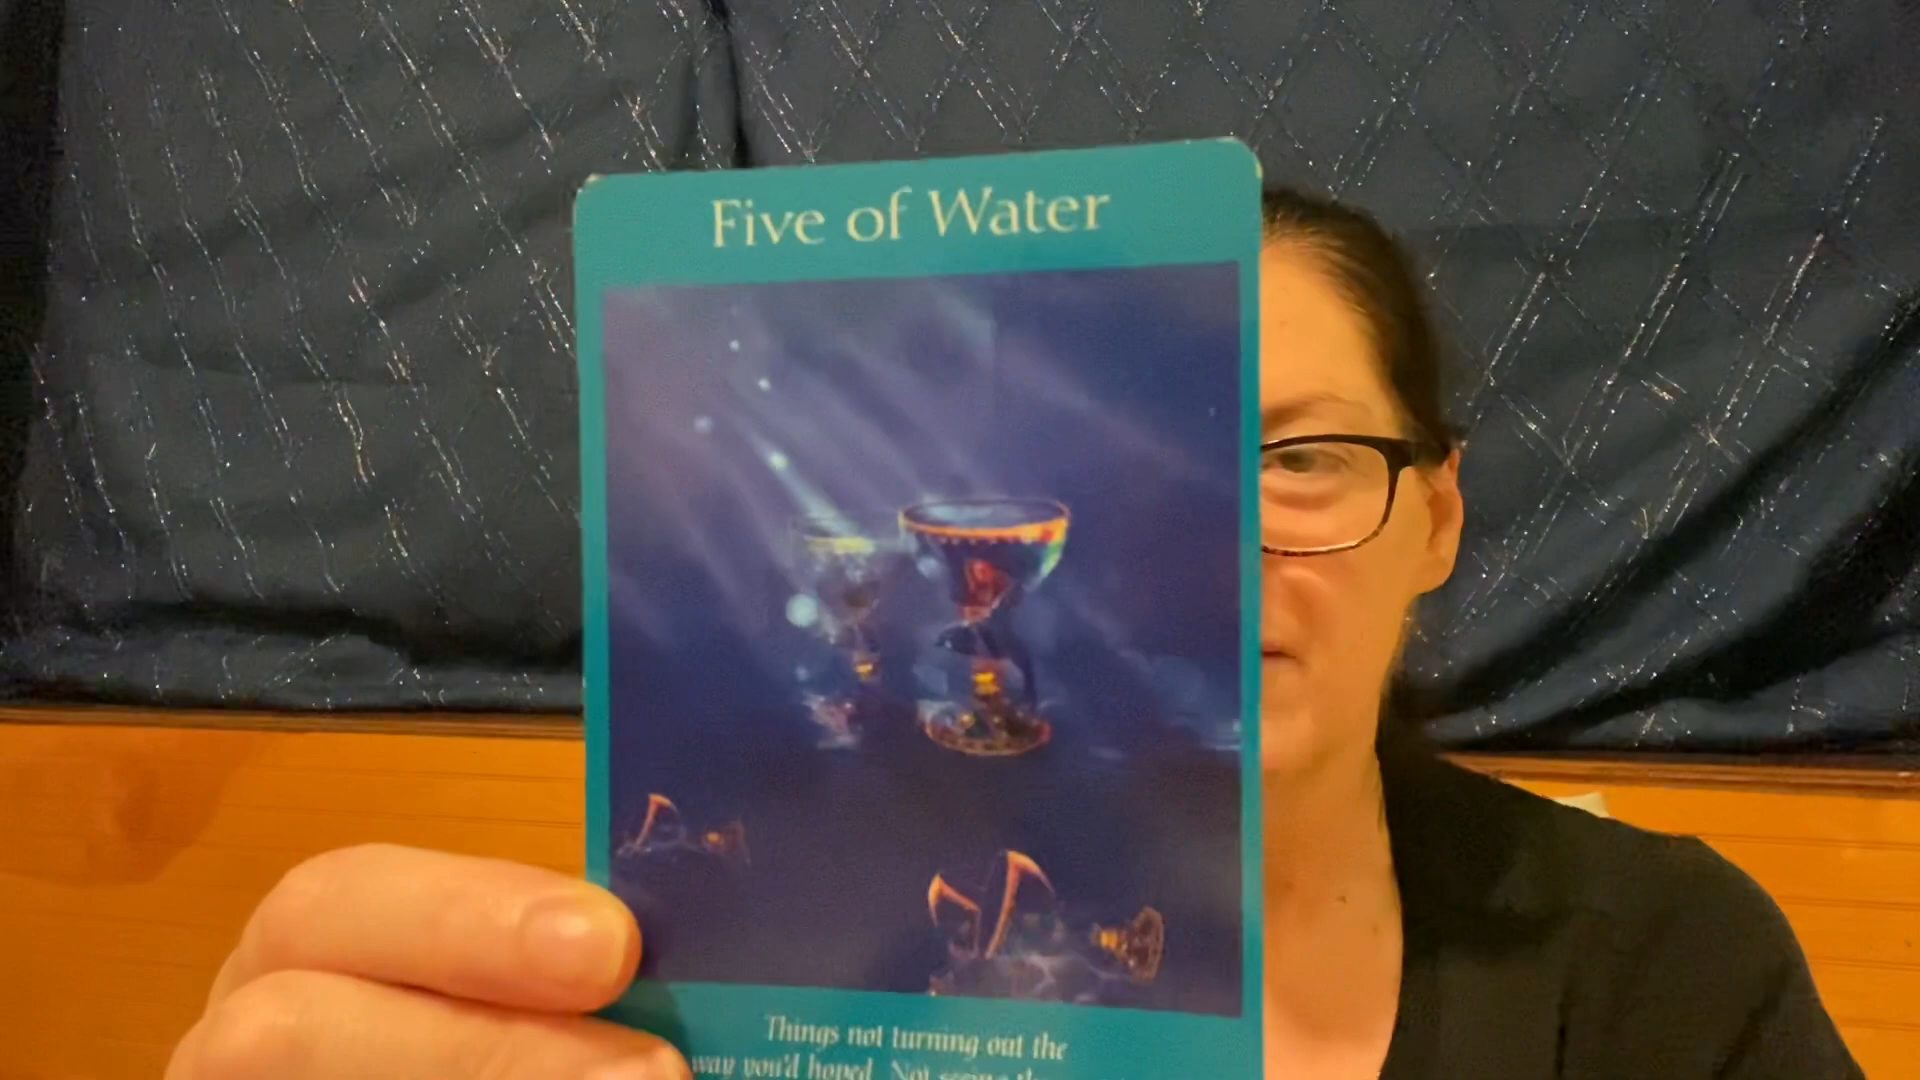 Five of Water
Things not turning out the
way you'd hoped. Not seeing the